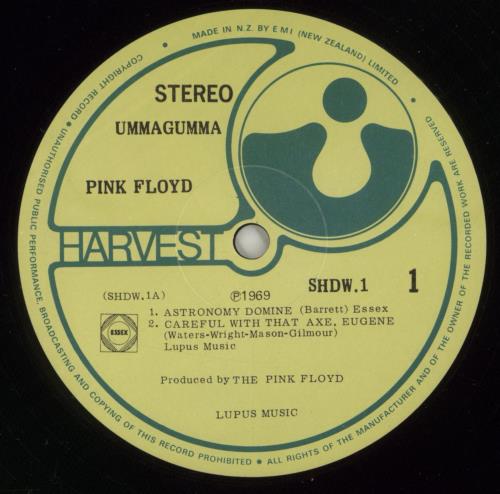 MADE IN N.Z. BY E M I (NEW ZEALAND) LIMITED
COPYRIGHT RECORD • UNAUTHORISED PUBLIC PERFORMANCE, BROADCASTING AND COPYING OF THIS RECORD PROHIBITED • ALL RIGHTS OF THE MANUFACTURER AND OF THE OWNER OF THE RECORDED WORK ARE RESERVED
STEREO
UMMAGUMMA
PINK FLOYD
HARVEST
SHDW.1 1
(SHDW.1A) ℗1969
1. ASTRONOMY DOMINE (Barrett) Essex
2. CAREFUL WITH THAT AXE, EUGENE
(Waters-Wright-Mason-Gilmour)
Lupus Music
ESSEX
Produced by THE PINK FLOYD
LUPUS MUSIC